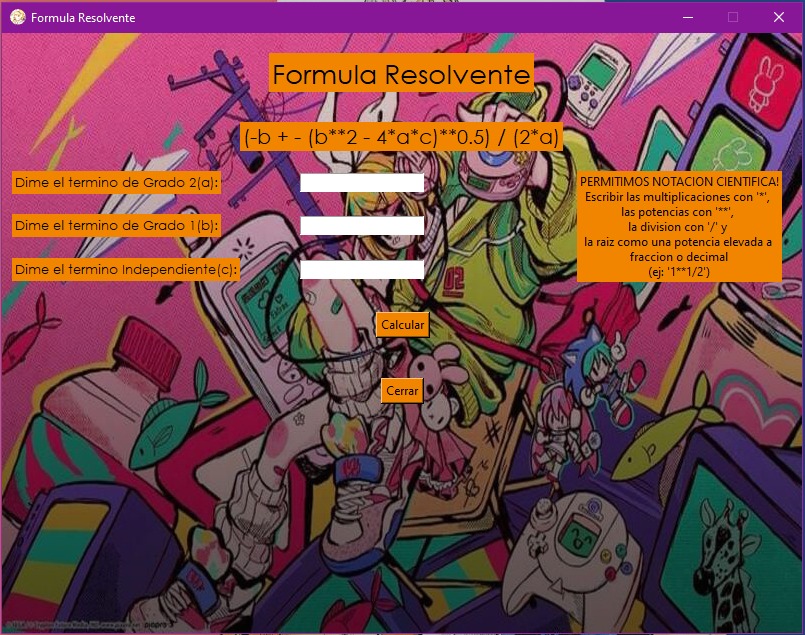 Formula Resolvente
Formula Resolvente
(-b + - (b**2 - 4*a*c)**0.5) / (2*a)
Dime el termino de Grado 2(a):
Dime el termino de Grado 1(b):
Dime el termino Independiente(c):
PERMITIMOS NOTACION CIENTIFICA!
Escribir las multiplicaciones con '*',
las potencias con '**',
la division con '/' y
la raiz como una potencia elevada a
fraccion o decimal
(ej: '1**1/2')
02
Calcular
Cerrar